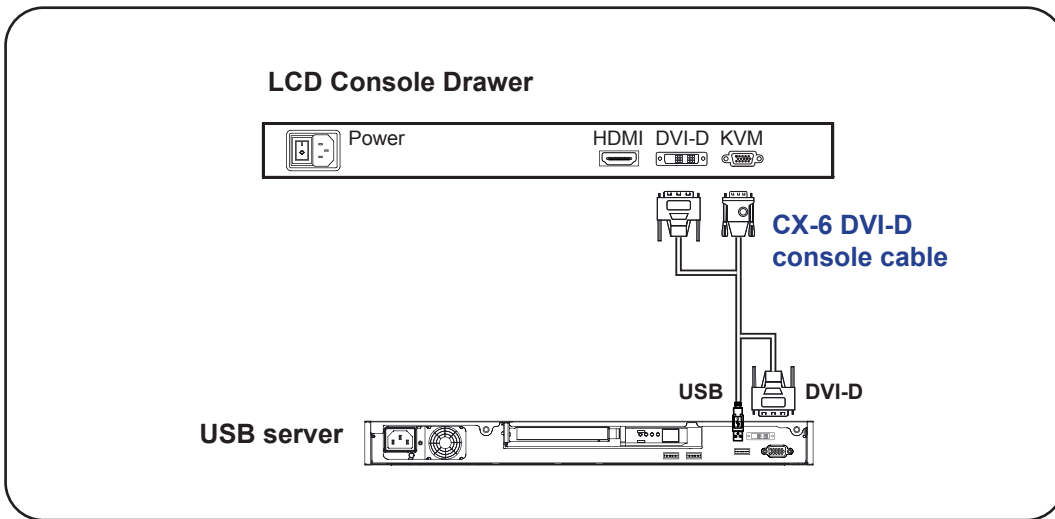 LCD Console Drawer
Power
HDMI DVI-D KVM
CX-6 DVI-D
console cable
USB
DVI-D
USB server